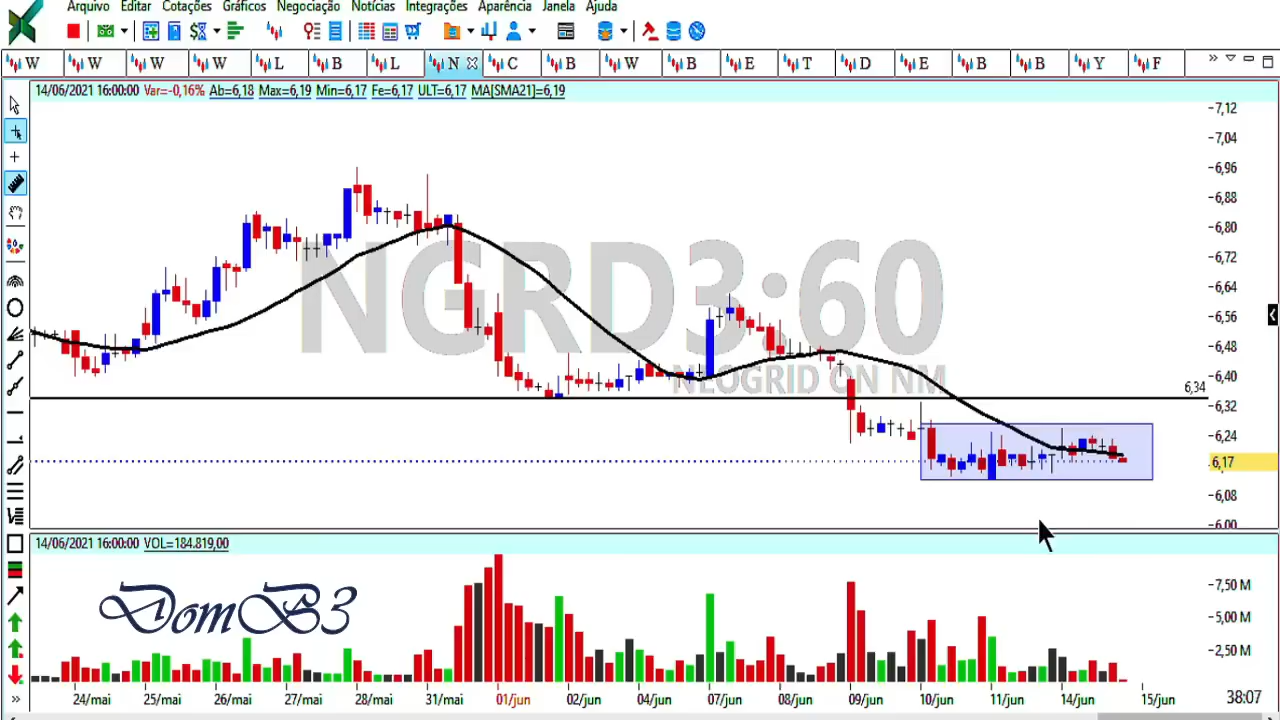 Arquivo Editar Cotações Gráficos Negociação Notícias Integrações Aparência Janela Ajuda
W W W W L B L N C B W B E T D E B B Y F
14/06/2021 16:00:00 Var=-0,16% Ab=6,18 Max=6,19 Min=6,17 Fe=6,17 ULT=6,17 MA[SMA21]=6,19
7,12
7,04
6,96
6,88
6,80
6,72
6,64
6,56
6,48
6,40
6,34
6,32
6,24
6,17
6,08
6,00
NGRD3:60
NEOGRID ON NM
14/06/2021 16:00:00 VOL=184.819,00
DomB3
7,50 M
5,00 M
2,50 M
24/mai 25/mai 26/mai 27/mai 28/mai 31/mai 01/jun 02/jun 04/jun 07/jun 08/jun 09/jun 10/jun 11/jun 14/jun 15/jun 38:07